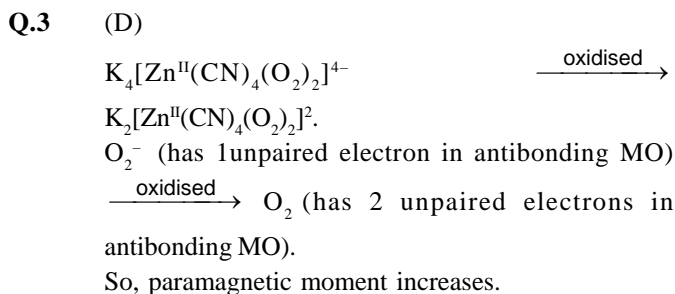 Q.3 (D)
K₄[Znᴵᴵ(CN)₄(O₂)₂]⁴⁻ oxidised ⟶
K₂[Znᴵᴵ(CN)₄(O₂)₂]².
O₂⁻ (has 1unpaired electron in antibonding MO)
oxidised ⟶ O₂ (has 2 unpaired electrons in
antibonding MO).
So, paramagnetic moment increases.